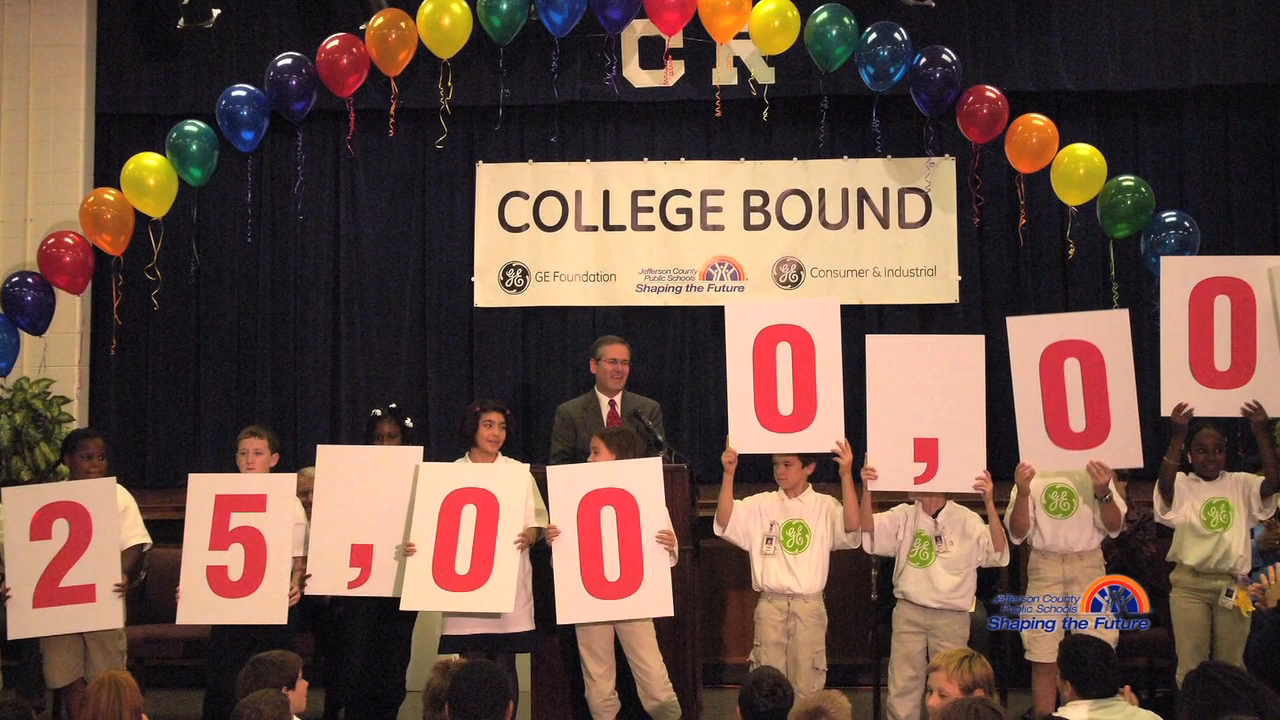 C R
COLLEGE BOUND
GE Foundation
Jefferson County
Public Schools
Shaping the Future
Consumer & Industrial
25,000,00
Jefferson County
Public Schools
Shaping the Future